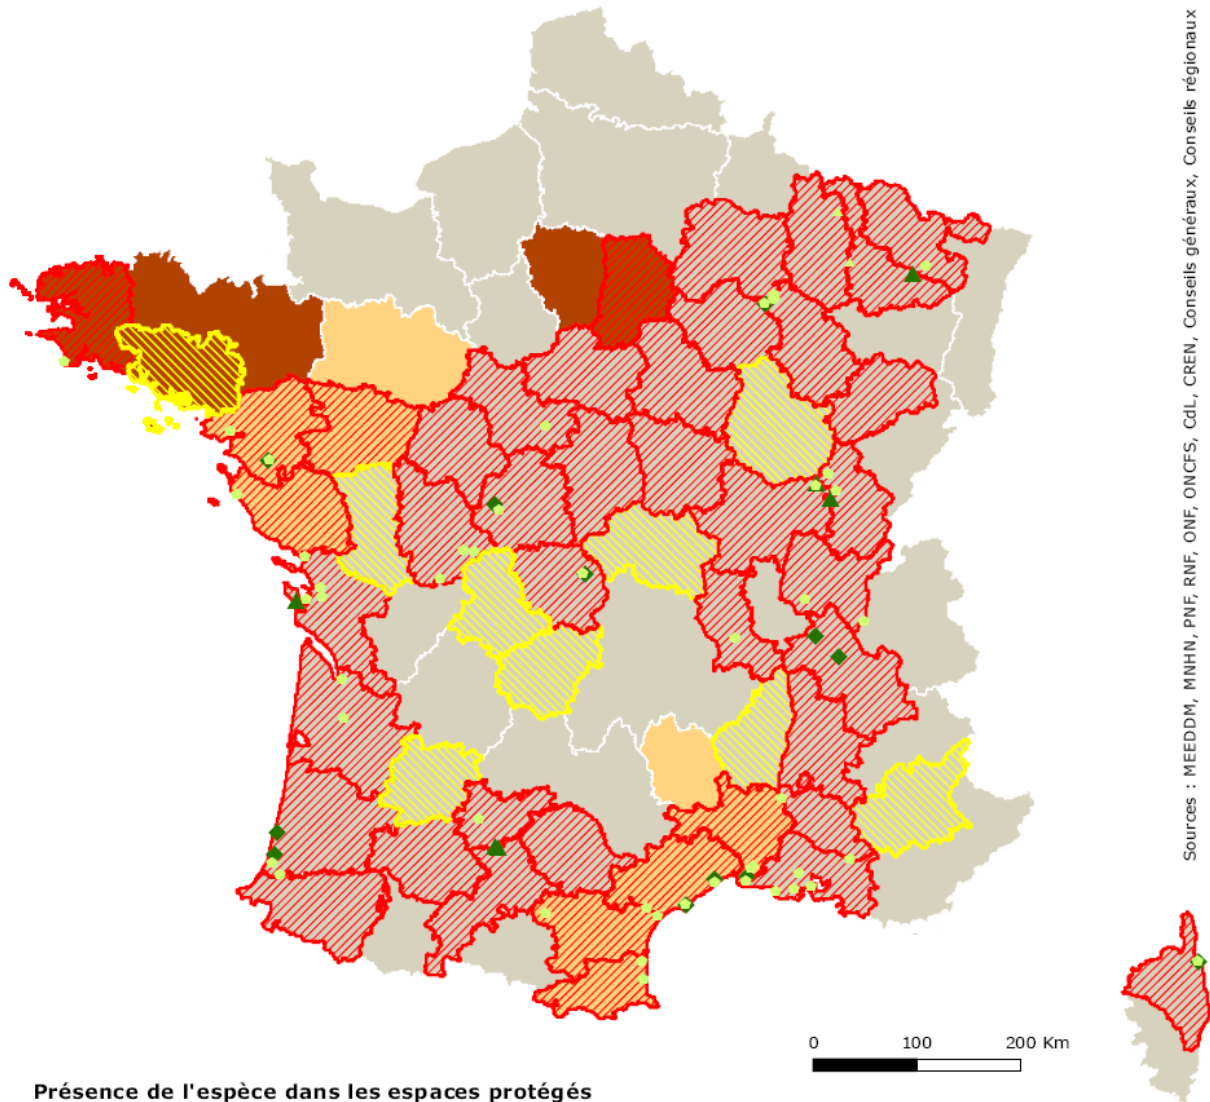 Sources : MEEDDM, MNHN, PNF, RNF, ONF, ONCFS, CdL, CREN, Conseils généraux, Conseils régionaux
0 100 200 Km
Présence de l'espèce dans les espaces protégés